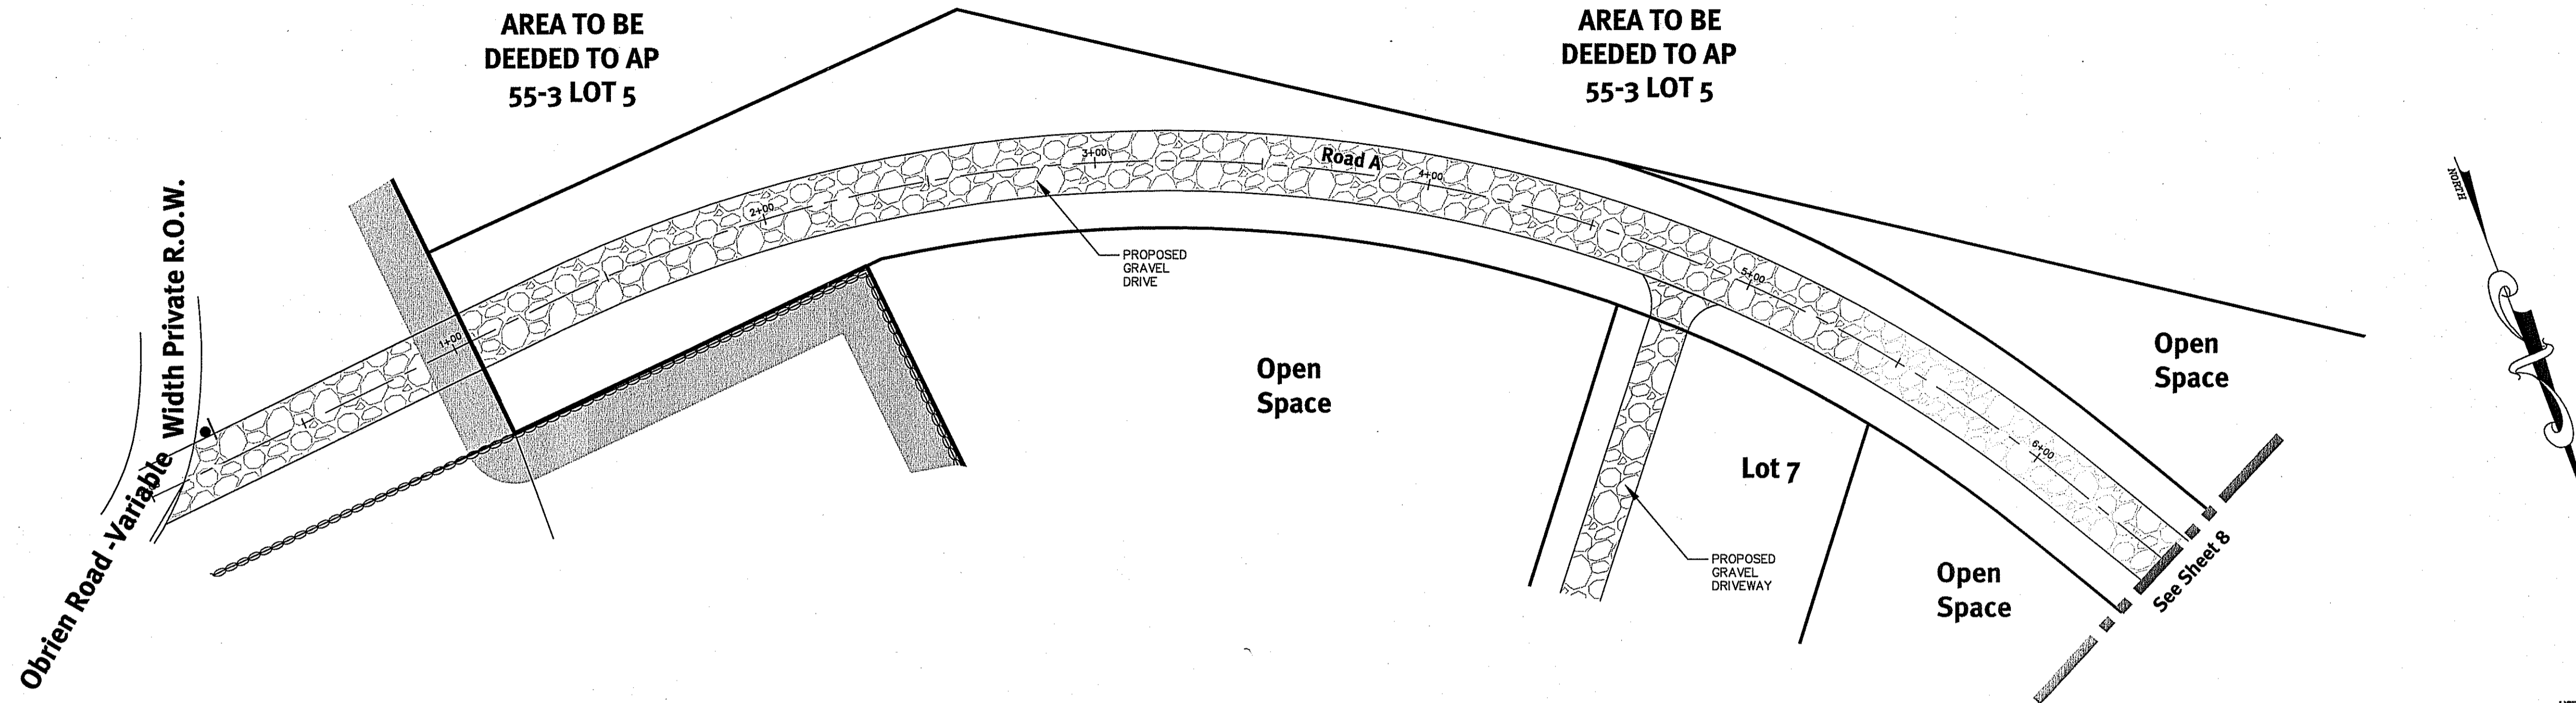 AREA TO BE
DEEDED TO AP
55-3 LOT 5
AREA TO BE
DEEDED TO AP
55-3 LOT 5
Obrien Road -Variable Width Private R.O.W.
1+00
2+00
3+00
Road A
4+00
5+00
6+00
PROPOSED
GRAVEL
DRIVE
Open
Space
Lot 7
PROPOSED
GRAVEL
DRIVEWAY
Open
Space
Open
Space
See Sheet 8
NORTH